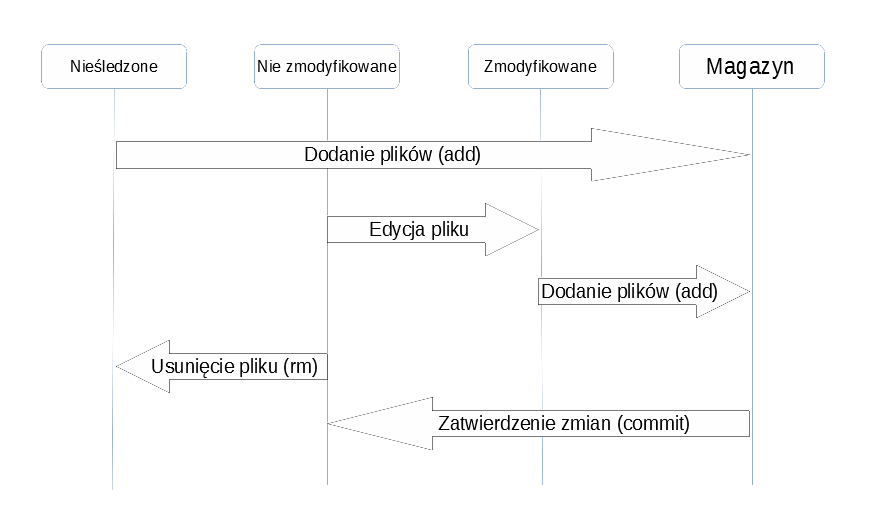 Nieśledzone
Nie zmodyfikowane
Zmodyfikowane
Magazyn
Dodanie plików (add)
Edycja pliku
Dodanie plików (add)
Usunięcie pliku (rm)
Zatwierdzenie zmian (commit)